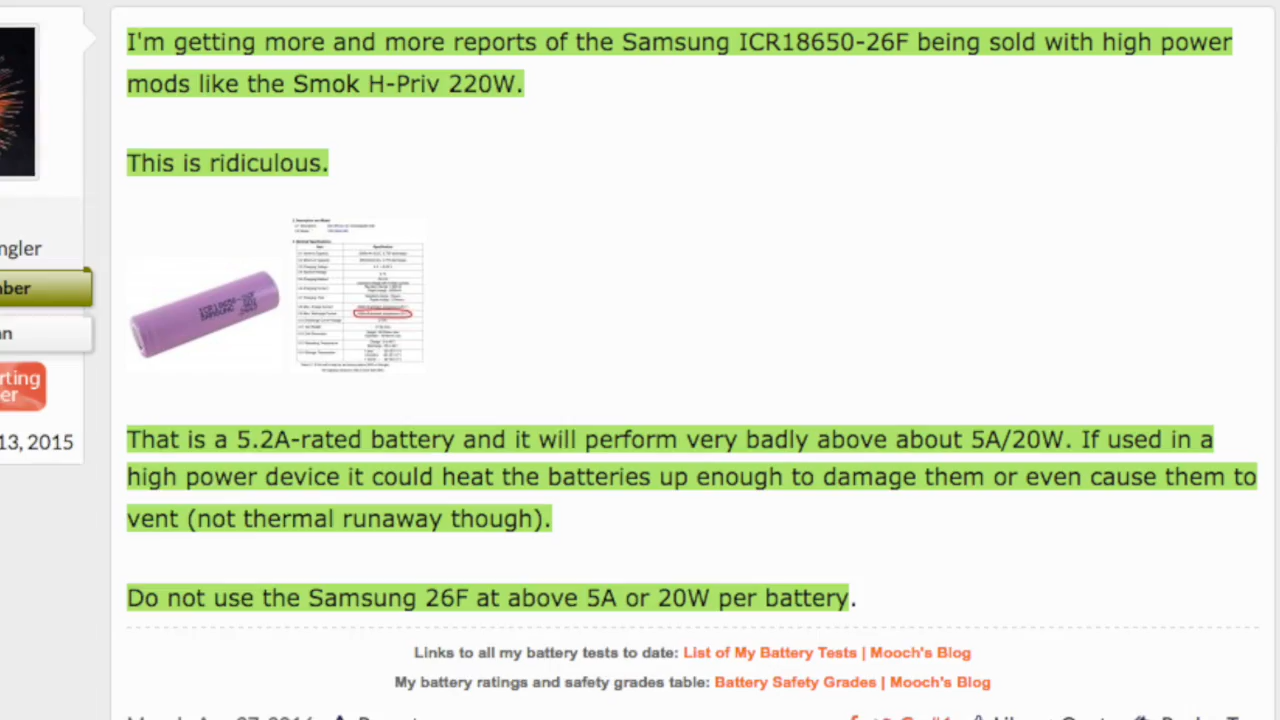 I'm getting more and more reports of the Samsung ICR18650-26F being sold with high power
mods like the Smok H-Priv 220W.
This is ridiculous.
ngler
ber
n
rting
er
13, 2015
ICR18650-26F
SAMSUNG
That is a 5.2A-rated battery and it will perform very badly above about 5A/20W. If used in a
high power device it could heat the batteries up enough to damage them or even cause them to
vent (not thermal runaway though).
Do not use the Samsung 26F at above 5A or 20W per battery.
Links to all my battery tests to date: List of My Battery Tests | Mooch's Blog
My battery ratings and safety grades table: Battery Safety Grades | Mooch's Blog